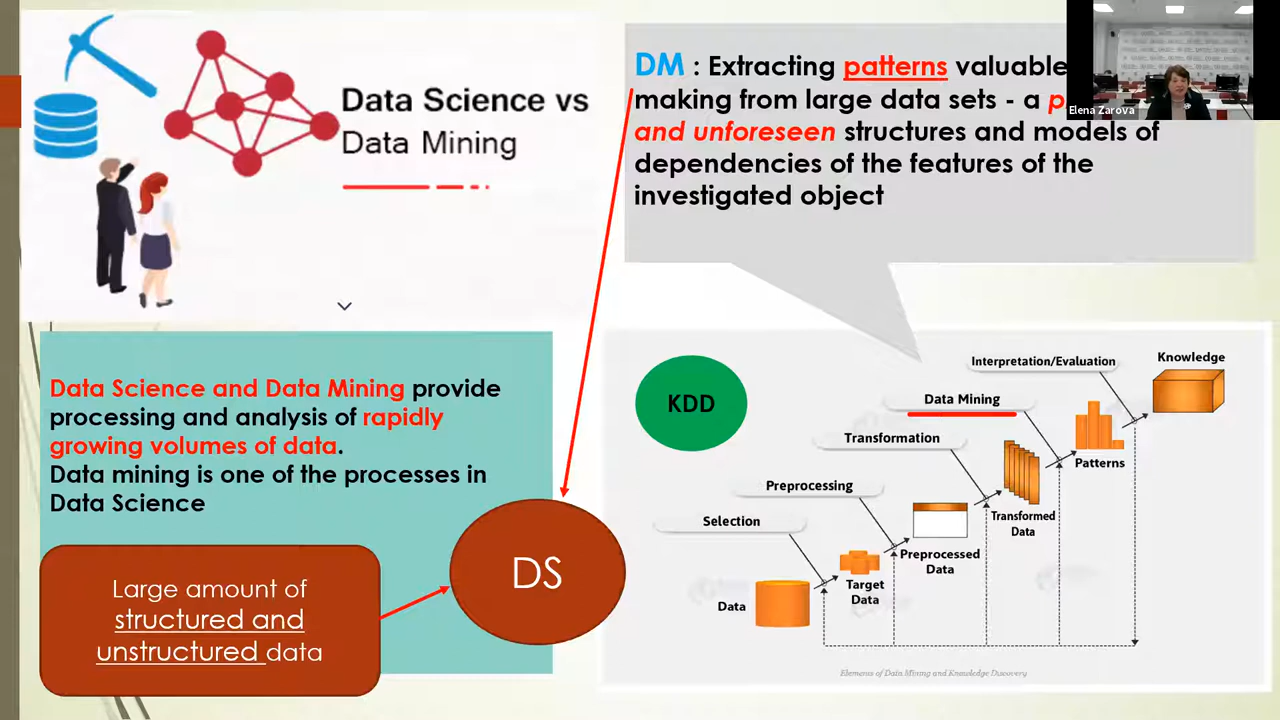 Data Science vs
Data Mining
DM : Extracting patterns valuable
making from large data sets - a
and unforeseen structures and models of
dependencies of the features of the
investigated object
Elena Zarova
Data Science and Data Mining provide
processing and analysis of rapidly
growing volumes of data.
Data mining is one of the processes in
Data Science
Large amount of
structured and
unstructured data
DS
KDD
Interpretation/Evaluation
Knowledge
Data Mining
Transformation
Patterns
Preprocessing
Transformed
Data
Selection
Preprocessed
Data
Target
Data
Data
Elements of Data Mining and Knowledge Discovery